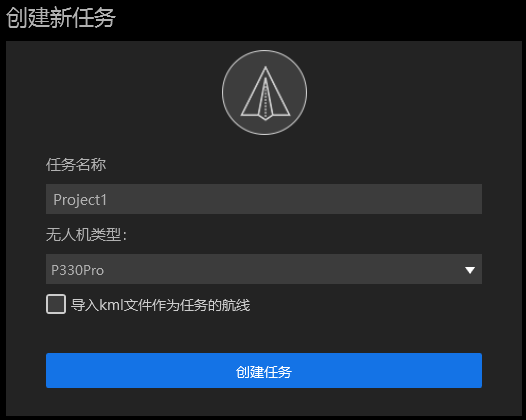 创建新任务
任务名称
Project1
无人机类型：
P330Pro
导入kml文件作为任务的航线
创建任务